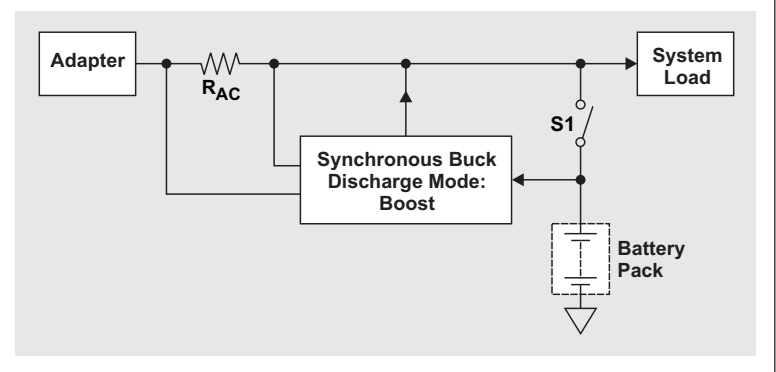 Adapter
R_AC
System
Load
S1
Synchronous Buck
Discharge Mode:
Boost
Battery
Pack